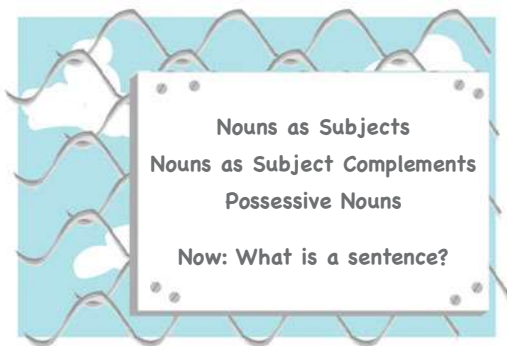 Nouns as Subjects
Nouns as Subject Complements
Possessive Nouns
Now: What is a sentence?